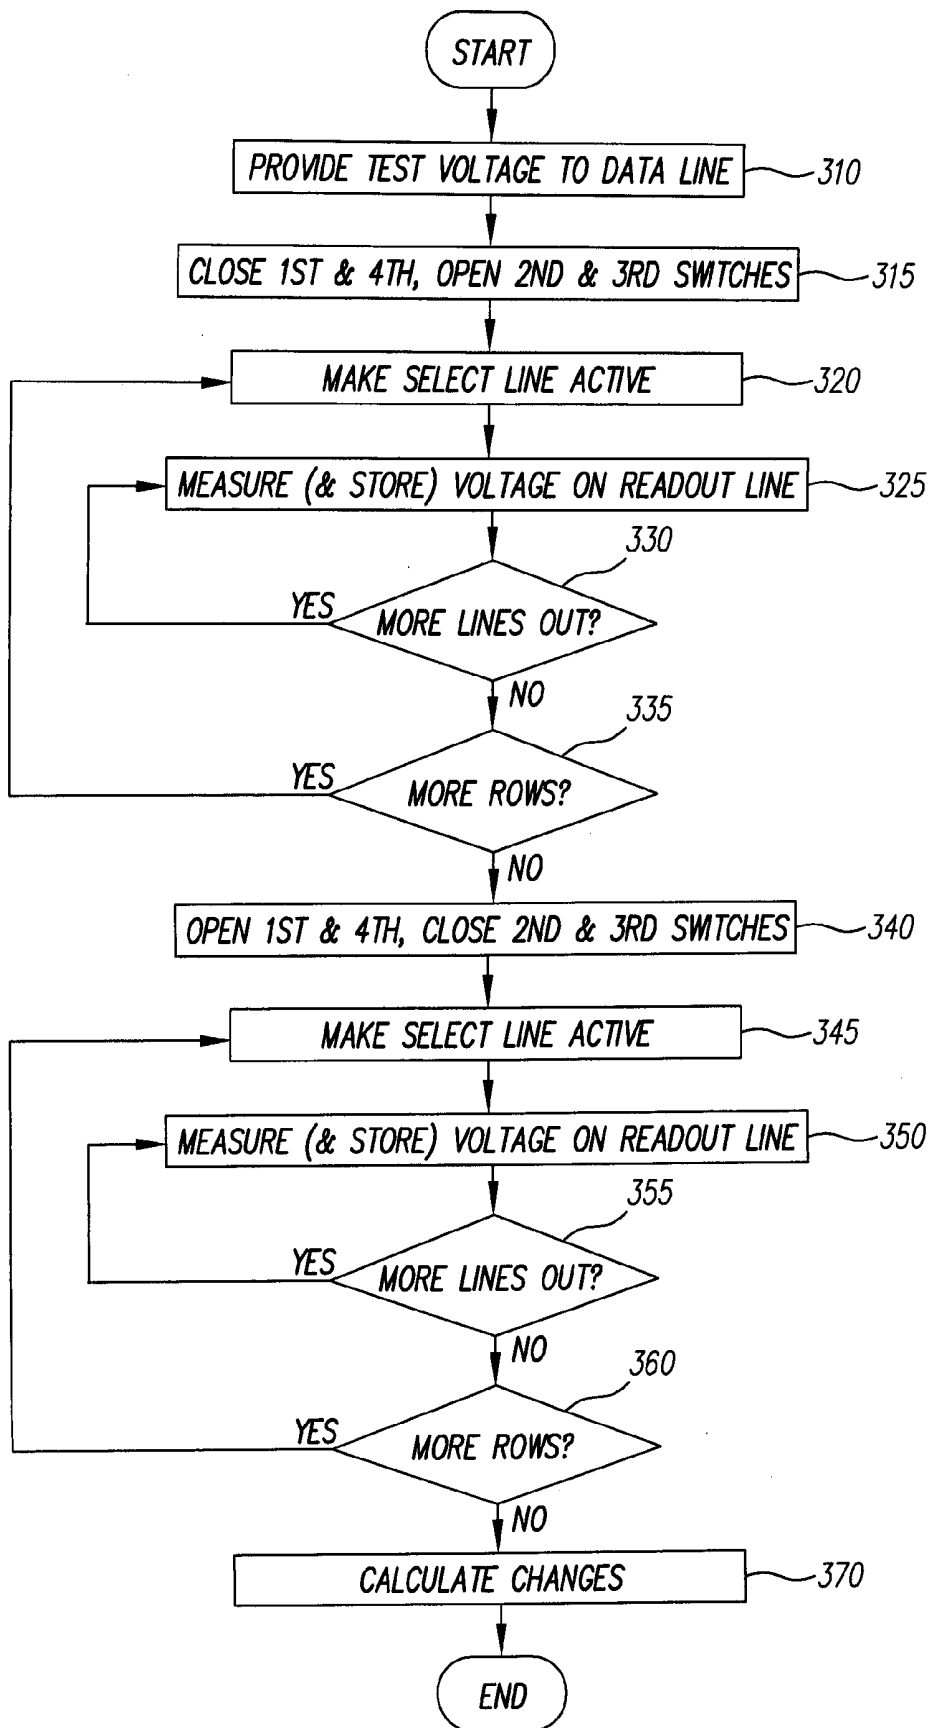 START
PROVIDE TEST VOLTAGE TO DATA LINE 310
CLOSE 1ST & 4TH, OPEN 2ND & 3RD SWITCHES 315
MAKE SELECT LINE ACTIVE 320
MEASURE (& STORE) VOLTAGE ON READOUT LINE 325
330
YES
MORE LINES OUT?
NO
335
YES
MORE ROWS?
NO
OPEN 1ST & 4TH, CLOSE 2ND & 3RD SWITCHES 340
MAKE SELECT LINE ACTIVE 345
MEASURE (& STORE) VOLTAGE ON READOUT LINE 350
355
YES
MORE LINES OUT?
NO
360
YES
MORE ROWS?
NO
CALCULATE CHANGES 370
END